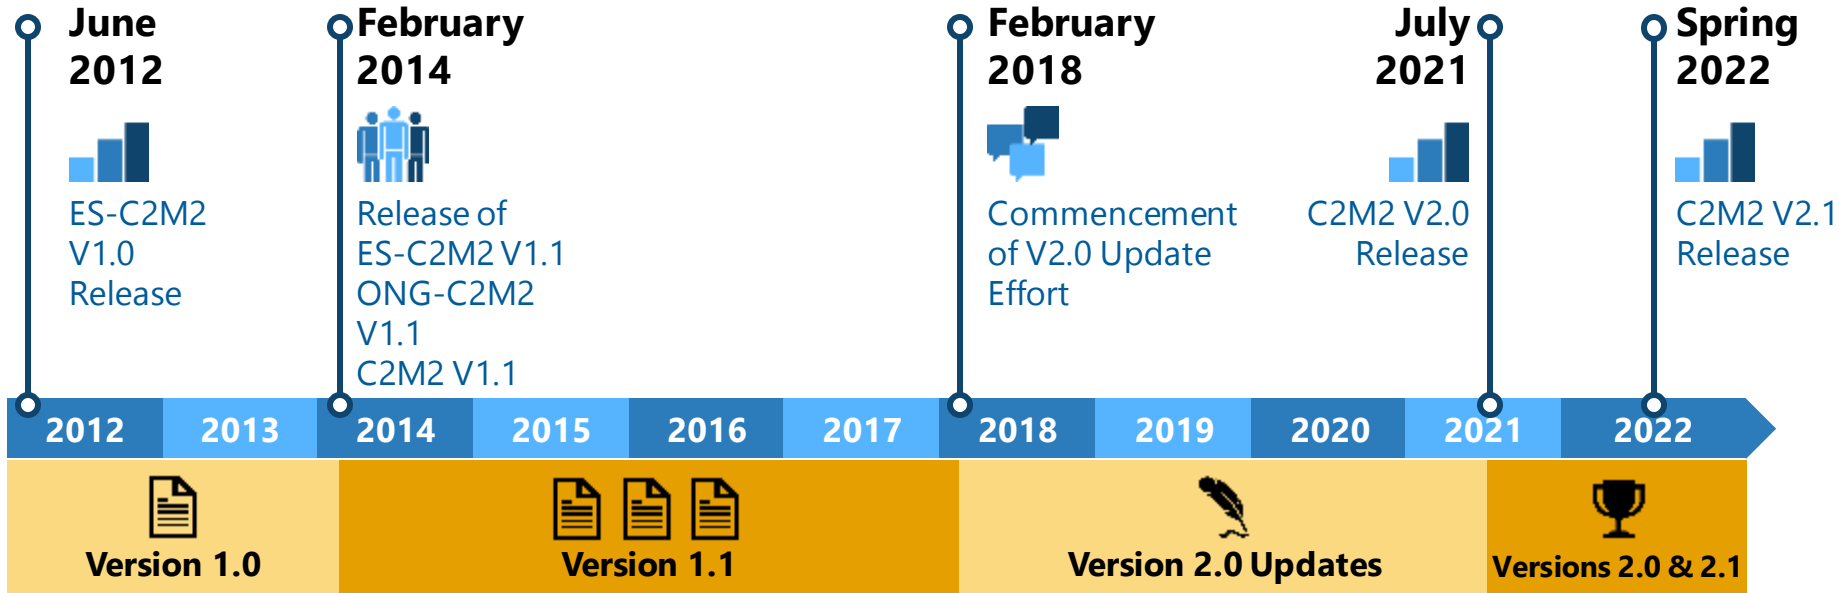 June
2012
ES-C2M2
V1.0
Release
February
2014
Release of
ES-C2M2 V1.1
ONG-C2M2
V1.1
C2M2 V1.1
February
2018
Commencement
of V2.0 Update
Effort
July
2021
C2M2 V2.0
Release
Spring
2022
C2M2 V2.1
Release
2012 2013 2014 2015 2016 2017 2018 2019 2020 2021 2022
Version 1.0 Version 1.1 Version 2.0 Updates Versions 2.0 & 2.1